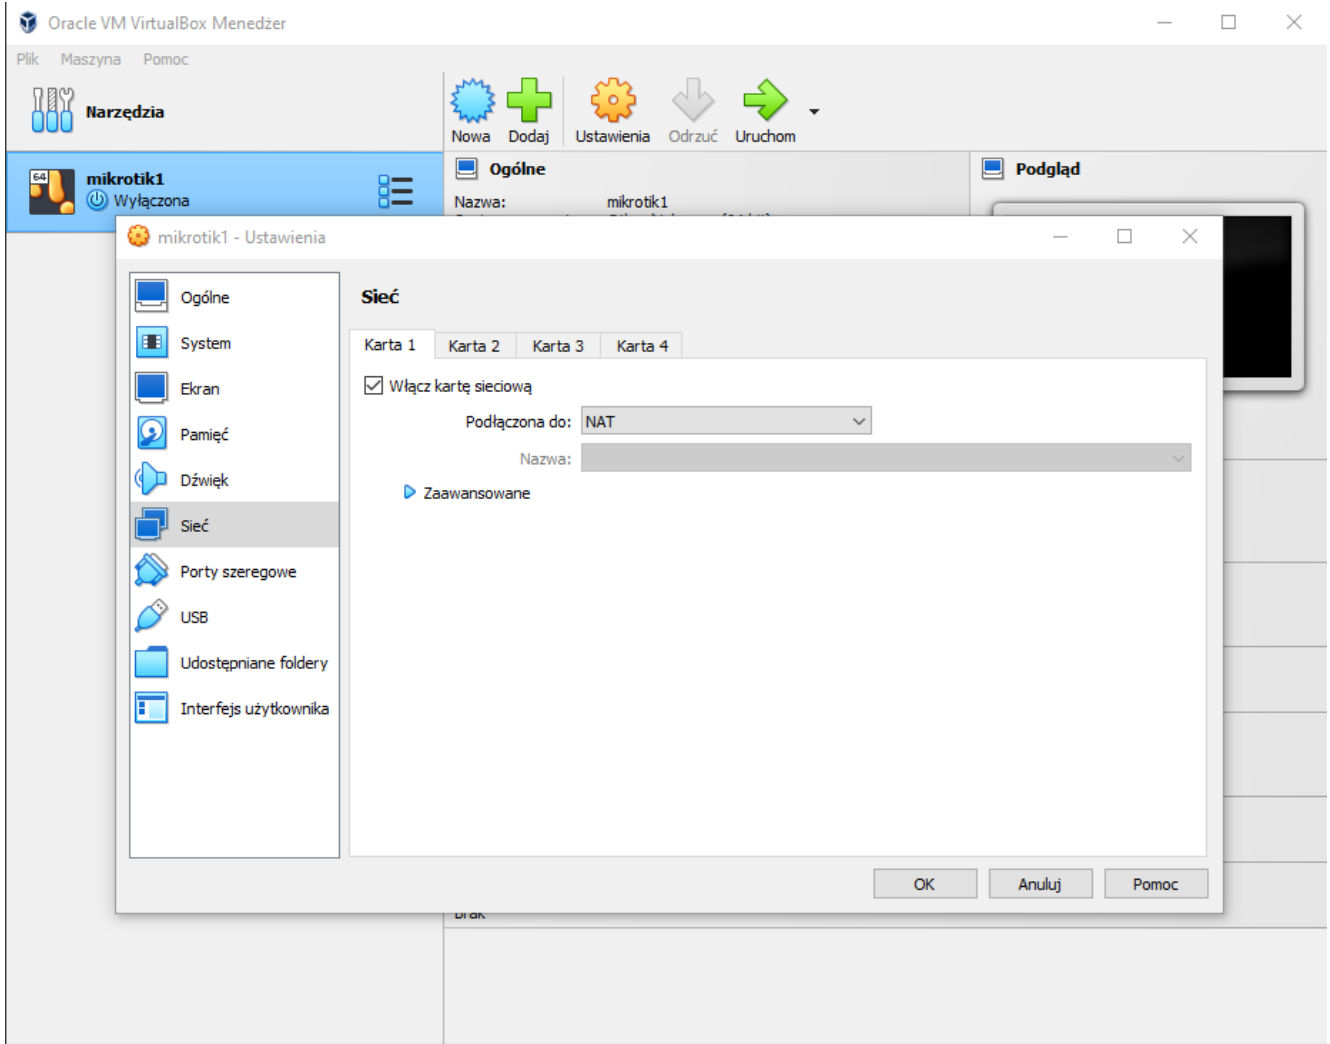 Oracle VM VirtualBox Menedżer
Plik Maszyna Pomoc
Narzędzia
Nowa Dodaj Ustawienia Odrzuć Uruchom
64
mikrotik1
Wyłączona
Ogólne
Nazwa: mikrotik1
Podgląd
mikrotik1 - Ustawienia
Ogólne
System
Ekran
Pamięć
Dźwięk
Sieć
Porty szeregowe
USB
Udostępniane foldery
Interfejs użytkownika
Sieć
Karta 1 Karta 2 Karta 3 Karta 4
Włącz kartę sieciową
Podłączona do: NAT
Nazwa:
Zaawansowane
OK Anuluj Pomoc